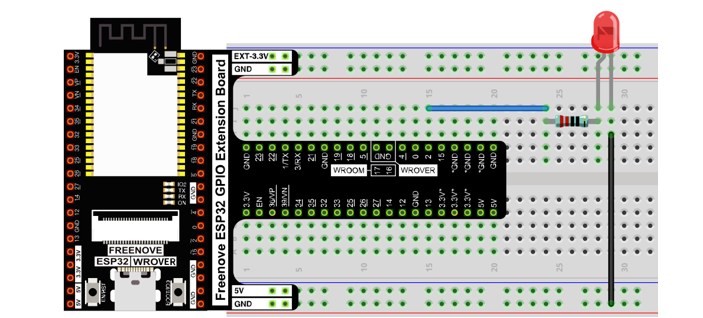 EXT-3.3V
GND
1 5 20 25 30
Freenove ESP32 GPIO Extension Board
GND 23 22 1/TX 3/RX 21 GND 19 18 5 GND 4 0 2 15 *GND *GND *GND GND
WROOM 17 16 WROVER
3.3V EN 36/VP 39/VN 34 35 32 33 25 26 27 14 12 GND 13 3.3V* 3.3V* 3.3V* 5V 5V
1 5 10 15 20 25 30
FREENOVE
ESP32 WROVER
5V
GND